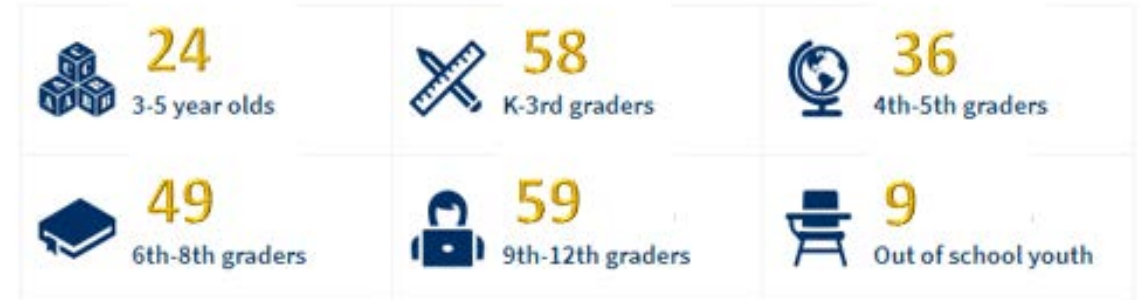 24
3-5 year olds
58
K-3rd graders
36
4th-5th graders
49
6th-8th graders
59
9th-12th graders
9
Out of school youth